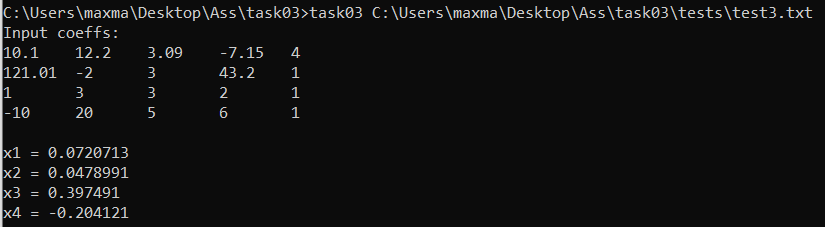 C:\Users\maxma\Desktop\Ass\task03>task03 C:\Users\maxma\Desktop\Ass\task03\tests\test3.txt
Input coeffs:
10.1 12.2 3.09 -7.15 4
121.01 -2 3 43.2 1
1 3 3 2 1
-10 20 5 6 1
x1 = 0.0720713
x2 = 0.0478991
x3 = 0.397491
x4 = -0.204121